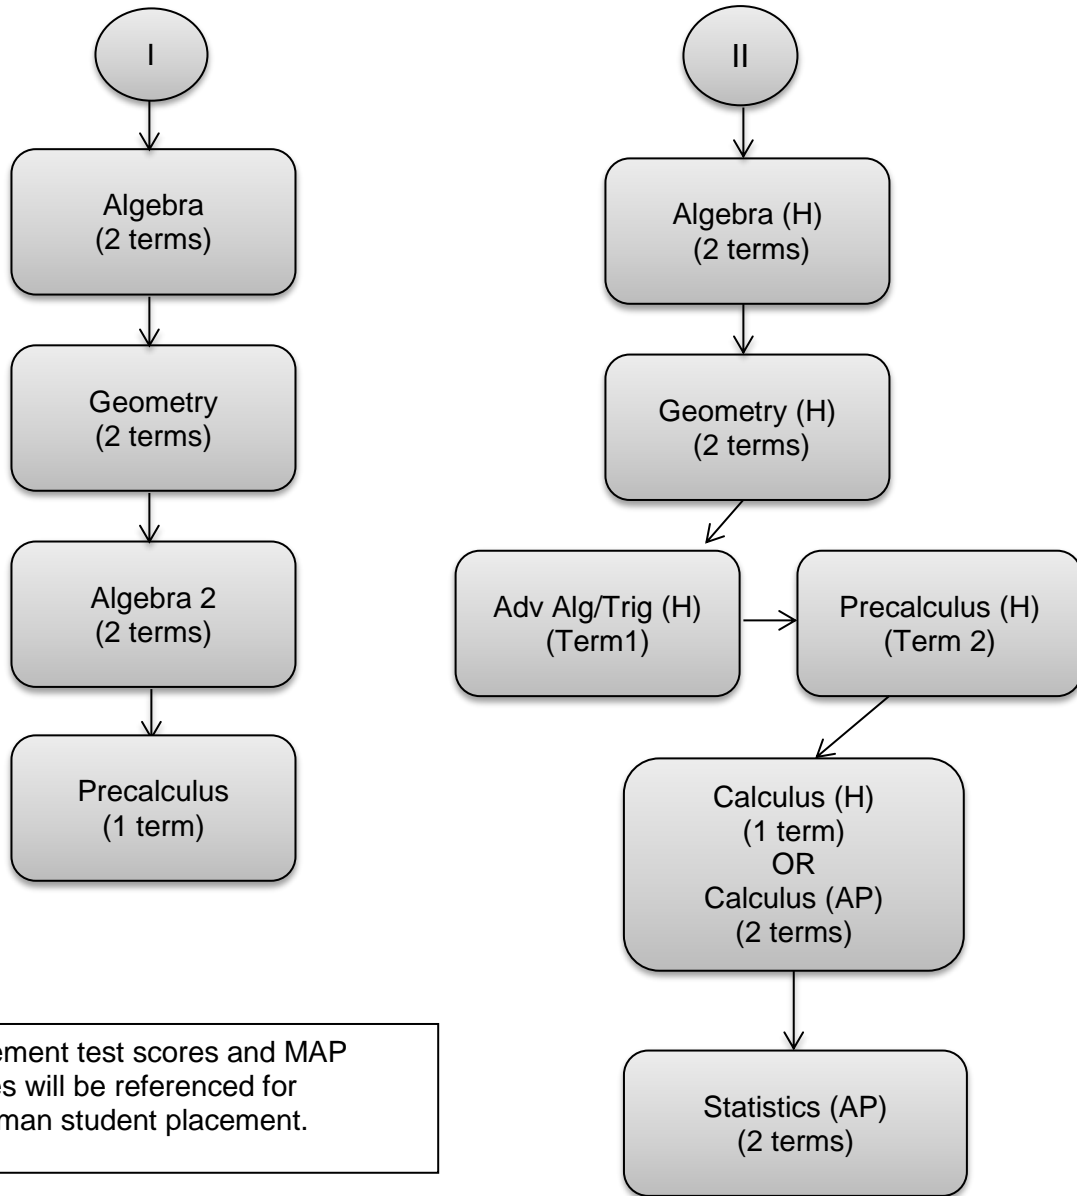 I
Algebra
(2 terms)
Geometry
(2 terms)
Algebra 2
(2 terms)
Precalculus
(1 term)
II
Algebra (H)
(2 terms)
Geometry (H)
(2 terms)
Adv Alg/Trig (H)
(Term1)
Precalculus (H)
(Term 2)
Calculus (H)
(1 term)
OR
Calculus (AP)
(2 terms)
Statistics (AP)
(2 terms)
test scores and MAP
will be referenced for
student placement.